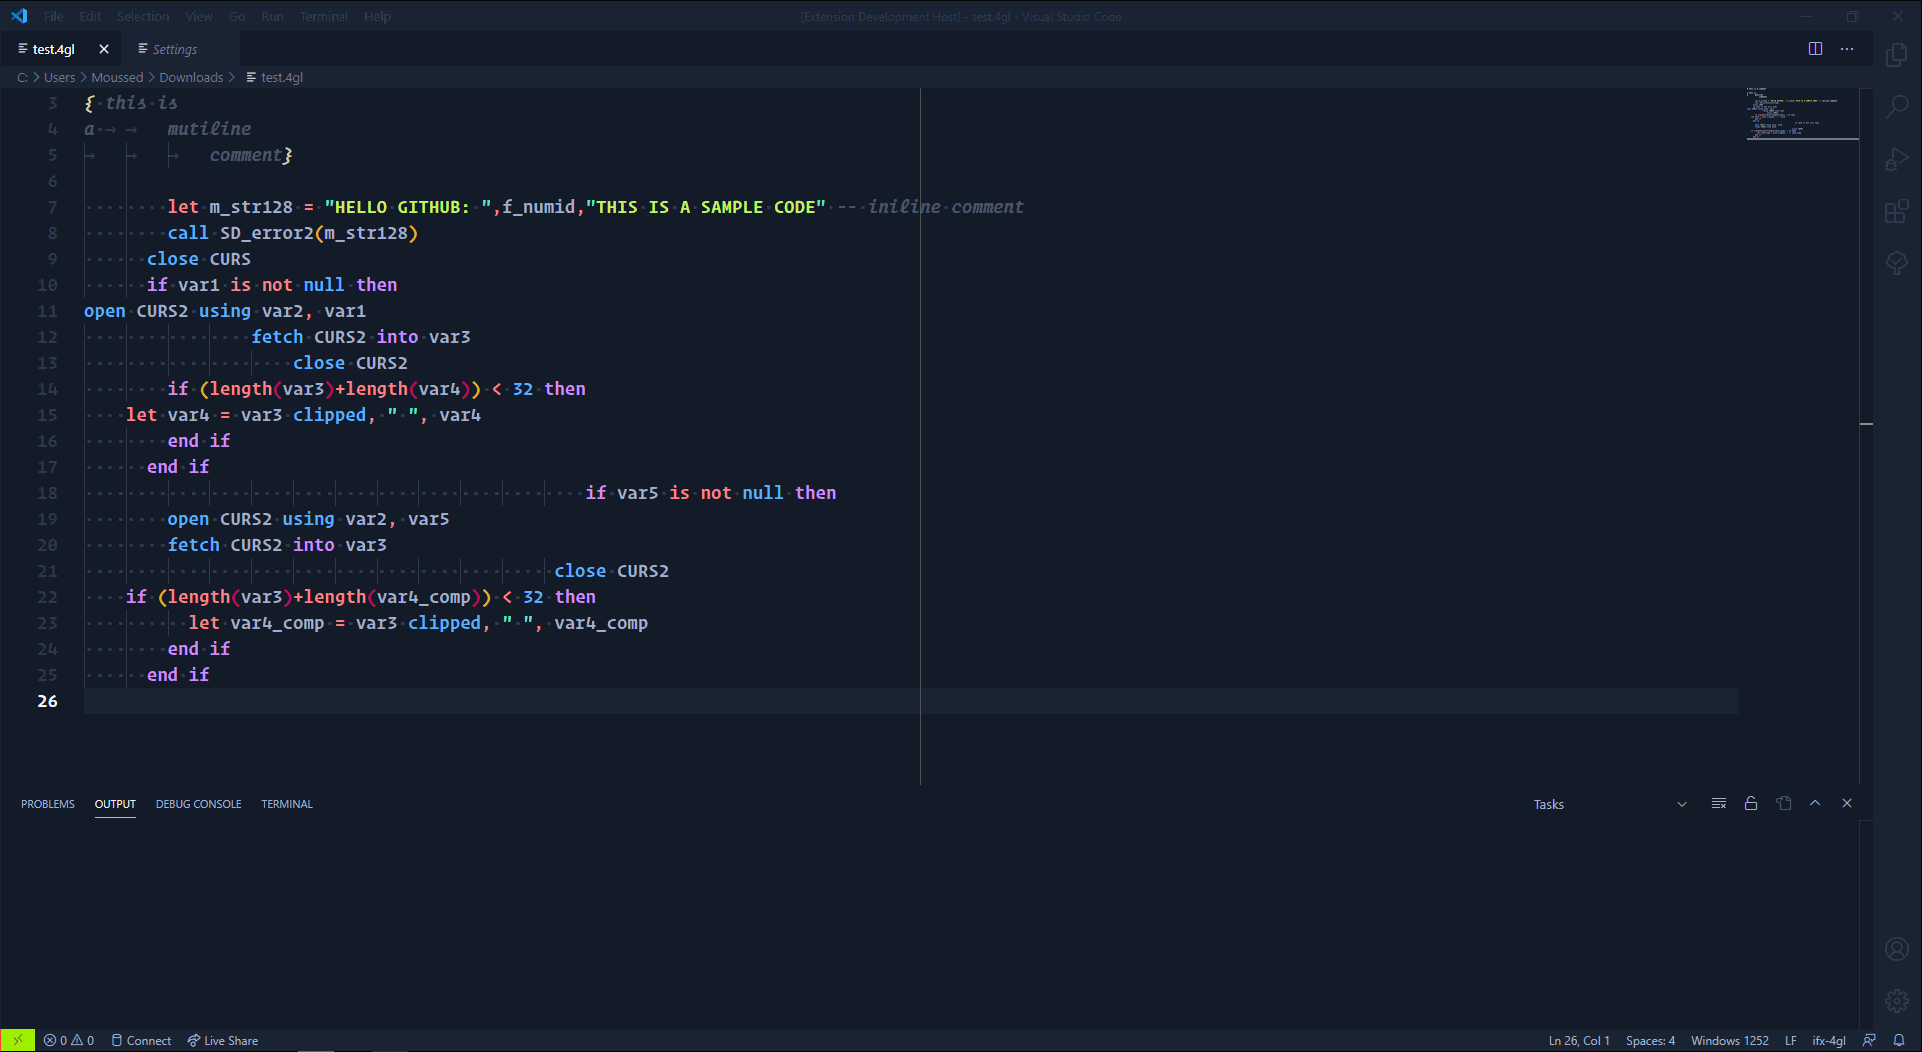 File Edit Selection View Go Run Terminal Help [Extension Development Host] - test.4gl - Visual Studio Code
test.4gl Settings
C: > Users > Moussed > Downloads > test.4gl
3 { this is
4 a mutiline
5 comment}
6
7 let m_str128 = "HELLO GITHUB: ",f_numid,"THIS IS A SAMPLE CODE" -- iniline comment
8 call SD_error2(m_str128)
9 close CURS
10 if var1 is not null then
11 open CURS2 using var2, var1
12 fetch CURS2 into var3
13 close CURS2
14 if (length(var3)+length(var4)) < 32 then
15 let var4 = var3 clipped, " ", var4
16 end if
17 end if
18 if var5 is not null then
19 open CURS2 using var2, var5
20 fetch CURS2 into var3
21 close CURS2
22 if (length(var3)+length(var4_comp)) < 32 then
23 let var4_comp = var3 clipped, " ", var4_comp
24 end if
25 end if
26
PROBLEMS OUTPUT DEBUG CONSOLE TERMINAL Tasks
0 0 Connect Live Share Ln 26, Col 1 Spaces: 4 Windows 1252 LF ifx-4gl